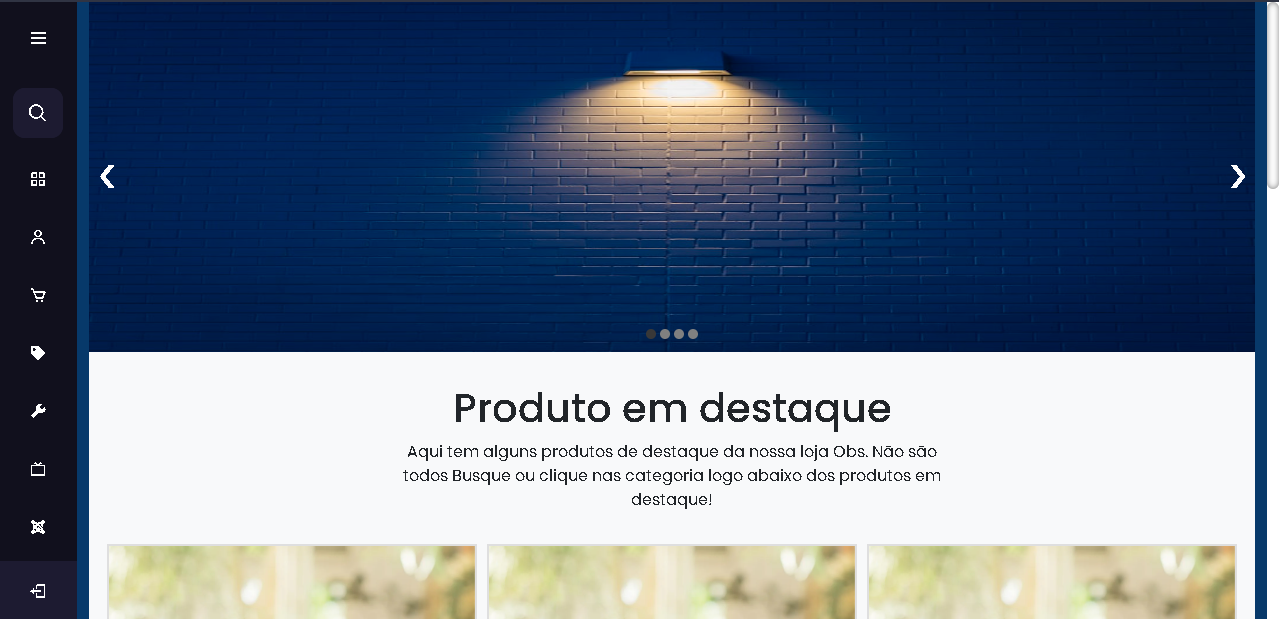 Produto em destaque
Aqui tem alguns produtos de destaque da nossa loja Obs. Não são
todos Busque ou clique nas categoria logo abaixo dos produtos em
destaque!